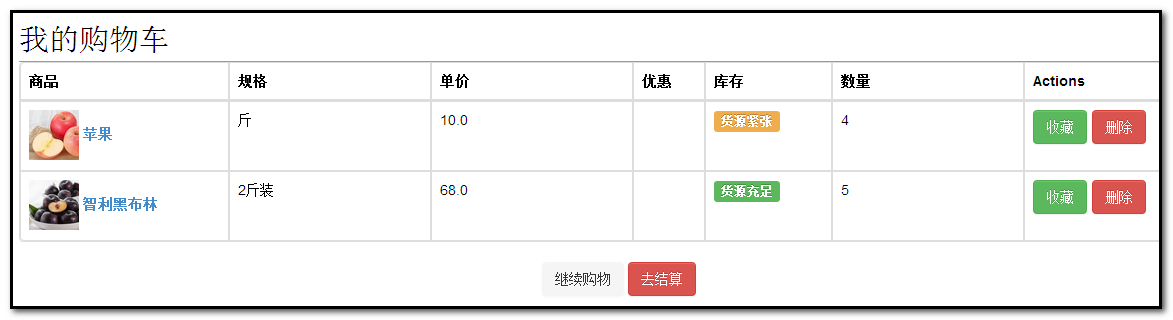 我的购物车
商品 规格 单价 优惠 库存 数量 Actions
苹果 斤 10.0 货源紧张 4 收藏 删除
智利黑布林 2斤装 68.0 货源充足 5 收藏 删除
继续购物 去结算